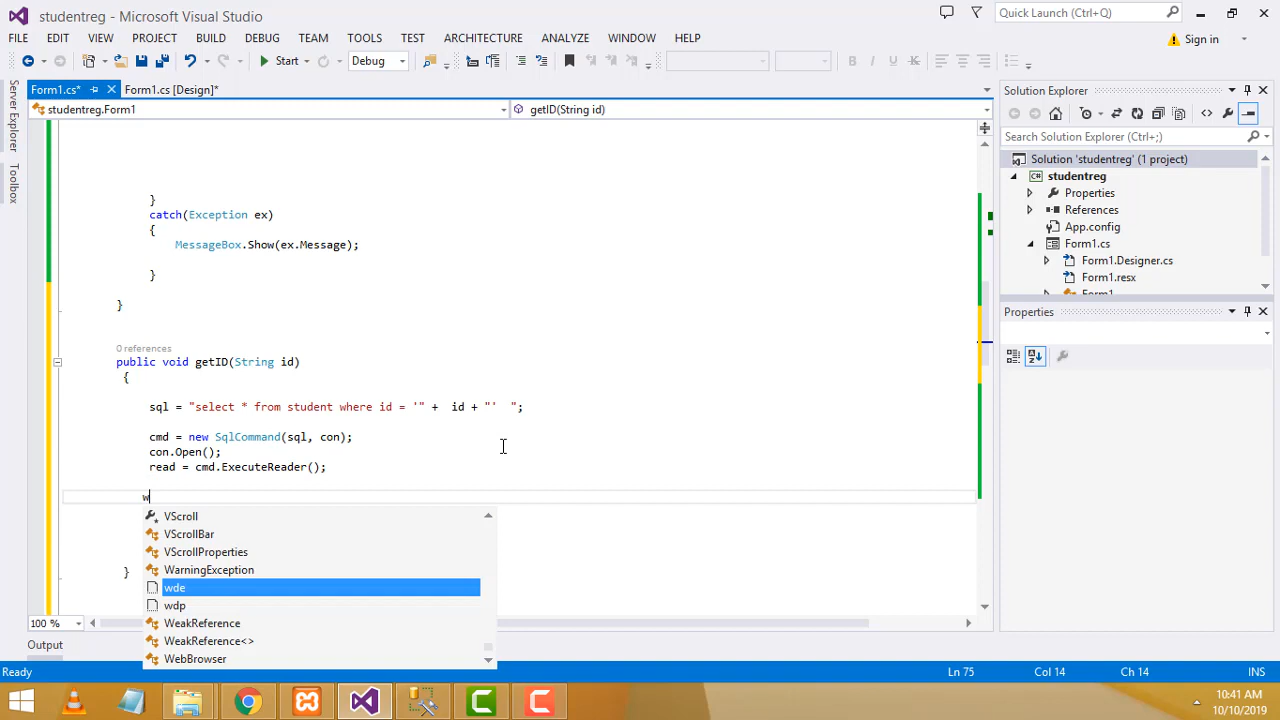 studentreg - Microsoft Visual Studio
Quick Launch (Ctrl+Q)
FILE EDIT VIEW PROJECT BUILD DEBUG TEAM TOOLS TEST ARCHITECTURE ANALYZE WINDOW HELP
Sign in
Start Debug
Form1.cs* Form1.cs [Design]*
studentreg.Form1 getID(String id)
Server Explorer
Toolbox
}
catch(Exception ex)
{
MessageBox.Show(ex.Message);
}
}
0 references
public void getID(String id)
{
sql = "select * from student where id = '" + id + "' ";
cmd = new SqlCommand(sql, con);
con.Open();
read = cmd.ExecuteReader();
w
VScroll
VScrollBar
VScrollProperties
WarningException
wde
wdp
WeakReference
WeakReference<>
WebBrowser
}
100 %
Output
Solution Explorer
Search Solution Explorer (Ctrl+;)
Solution 'studentreg' (1 project)
studentreg
Properties
References
App.config
Form1.cs
Form1.Designer.cs
Form1.resx
Form1
Properties
Ready Ln 75 Col 14 Ch 14 INS
10:41 AM
10/10/2019